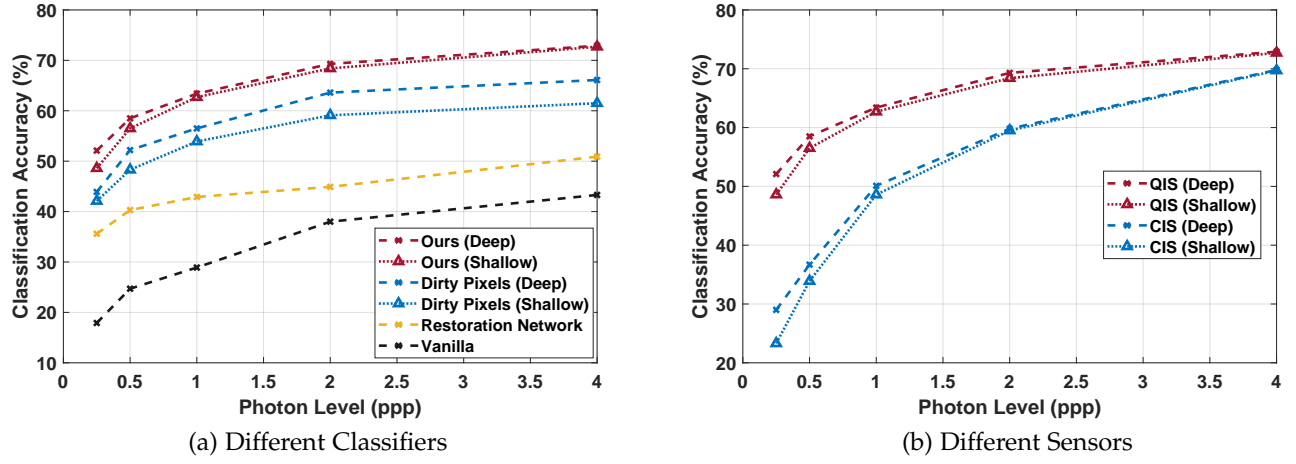 80
70
60
50
40
30
20
10
Classification Accuracy (%)
Ours (Deep)
Ours (Shallow)
Dirty Pixels (Deep)
Dirty Pixels (Shallow)
Restoration Network
Vanilla
0 0.5 1 1.5 2 2.5 3 3.5 4
Photon Level (ppp)
(a) Different Classifiers
80
70
60
50
40
30
20
Classification Accuracy (%)
QIS (Deep)
QIS (Shallow)
CIS (Deep)
CIS (Shallow)
0 0.5 1 1.5 2 2.5 3 3.5 4
Photon Level (ppp)
(b) Different Sensors